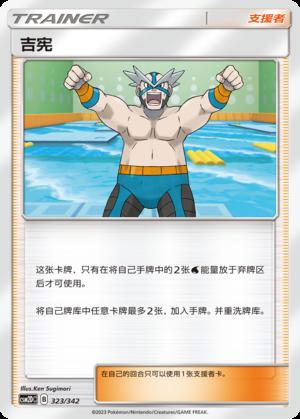 TRAINER
支援者
吉宪
这张卡牌，只有在将自己手牌中的2张能量放于弃牌区
后才可使用。
将自己牌库中任意卡牌最多2张，加入手牌。并重洗牌库。
Illus.Ken Sugimori
CSM2D C B 323/342
在自己的回合只可以使用1张支援者卡。
©2023 Pokémon/Nintendo/Creatures/GAME FREAK.